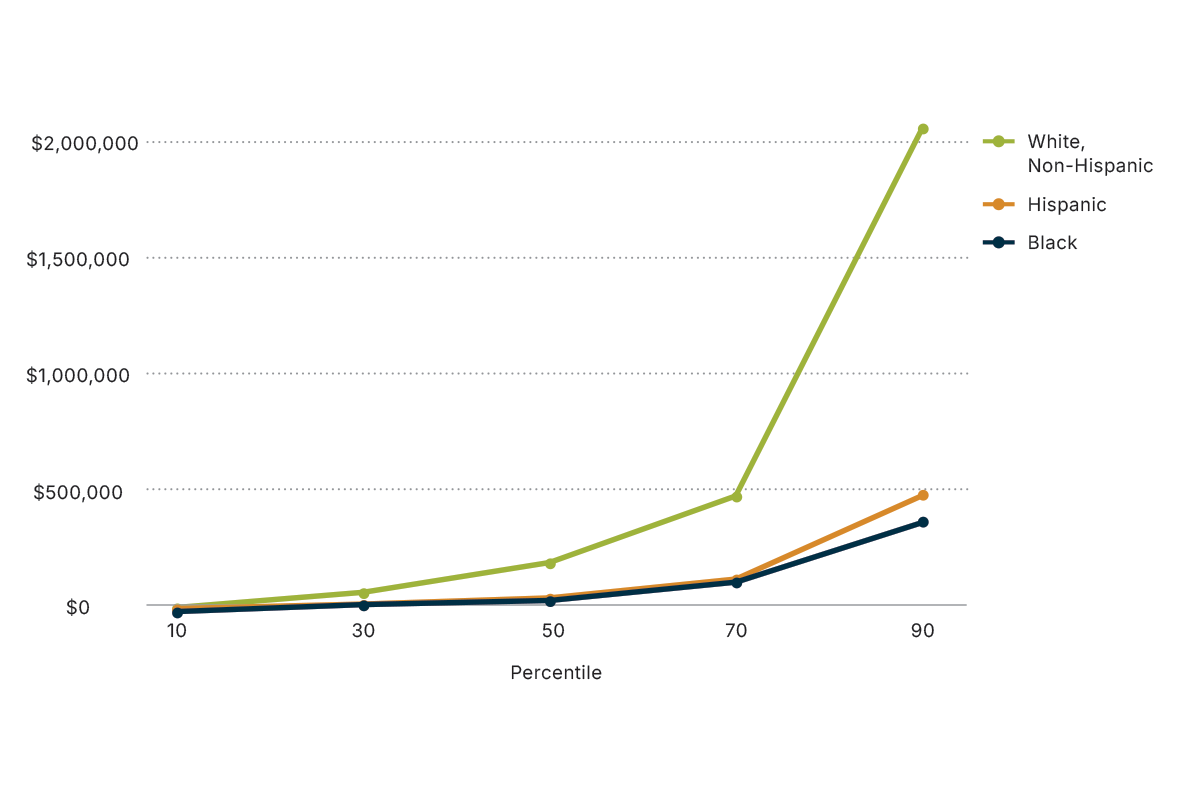 $2,000,000
$1,500,000
$1,000,000
$500,000
$0
10 30 50 70 90
Percentile
White,
Non-Hispanic
Hispanic
Black